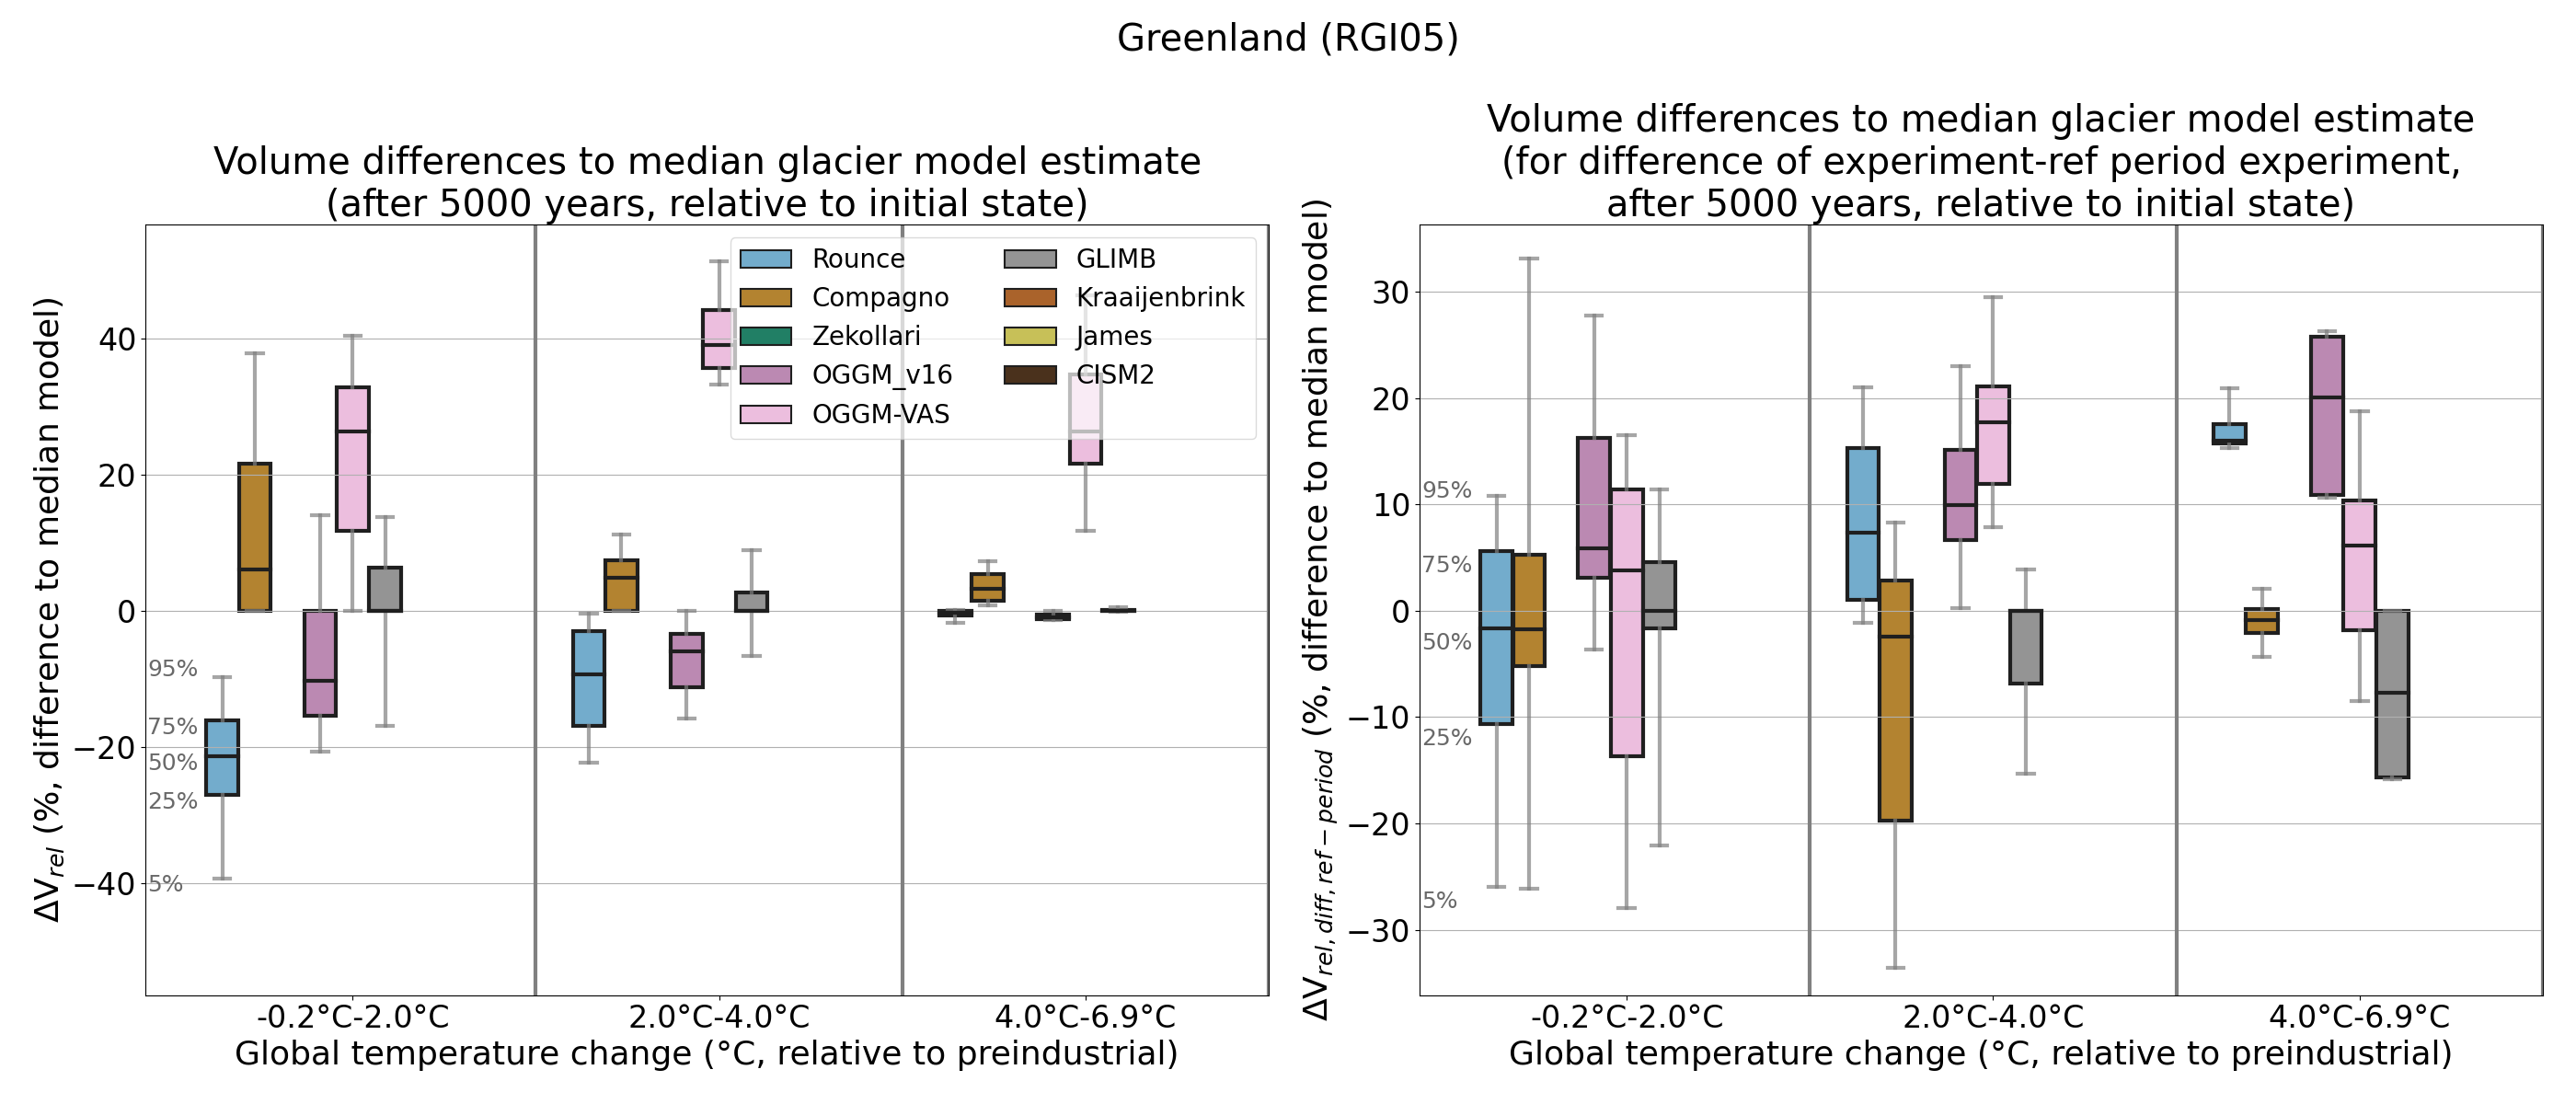 Greenland (RGI05)
Volume differences to median glacier model estimate
(after 5000 years, relative to initial state)
ΔV_rel (%, difference to median model)
40
20
0
−20
−40
95%
75%
50%
25%
5%
Rounce
Compagno
Zekollari
OGGM_v16
OGGM-VAS
GLIMB
Kraaijenbrink
James
CISM2
-0.2°C-2.0°C
2.0°C-4.0°C
4.0°C-6.9°C
Global temperature change (°C, relative to preindustrial)
Volume differences to median glacier model estimate
(for difference of experiment-ref period experiment,
after 5000 years, relative to initial state)
ΔV_rel, diff, ref − period (%, difference to median model)
30
20
10
0
−10
−20
−30
95%
75%
50%
25%
5%
-0.2°C-2.0°C
2.0°C-4.0°C
4.0°C-6.9°C
Global temperature change (°C, relative to preindustrial)